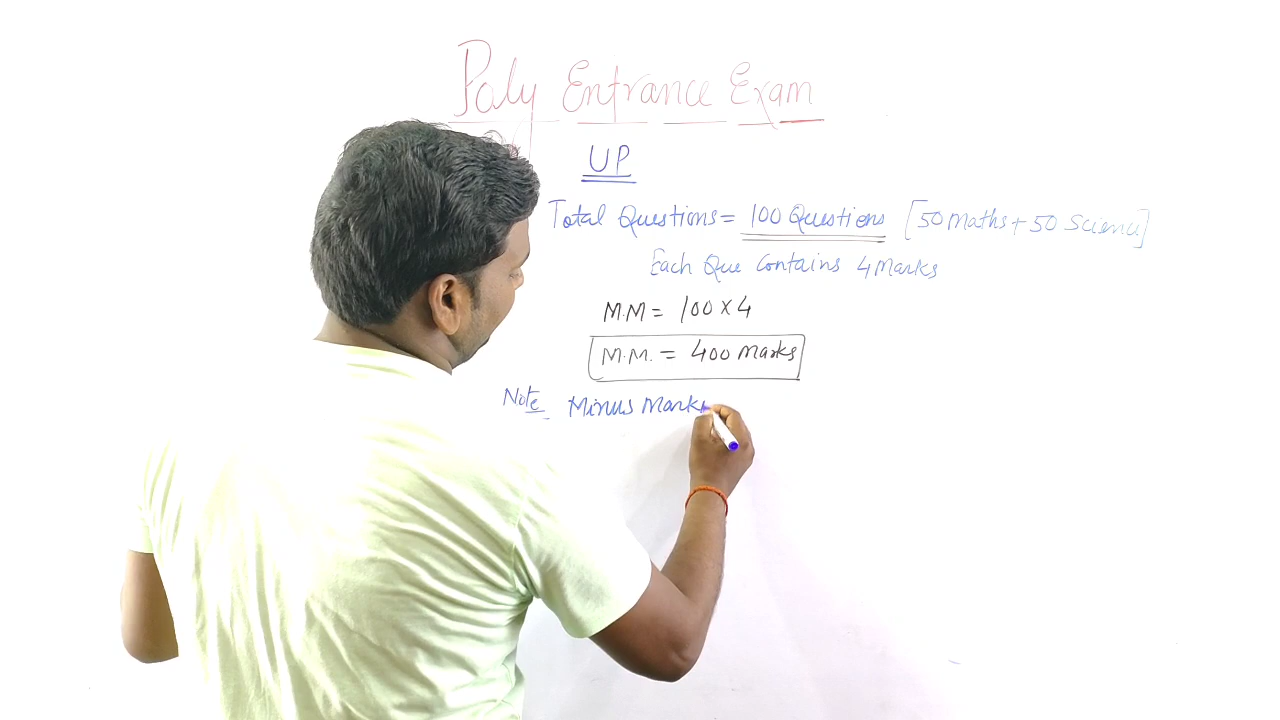 Poly Entrance Exam
UP
Total Questions = 100 Questions [50 Maths + 50 Science]
Each Que Contains 4 Marks
M.M = 100 x 4
M.M. = 400 Marks
Note Minus Mark